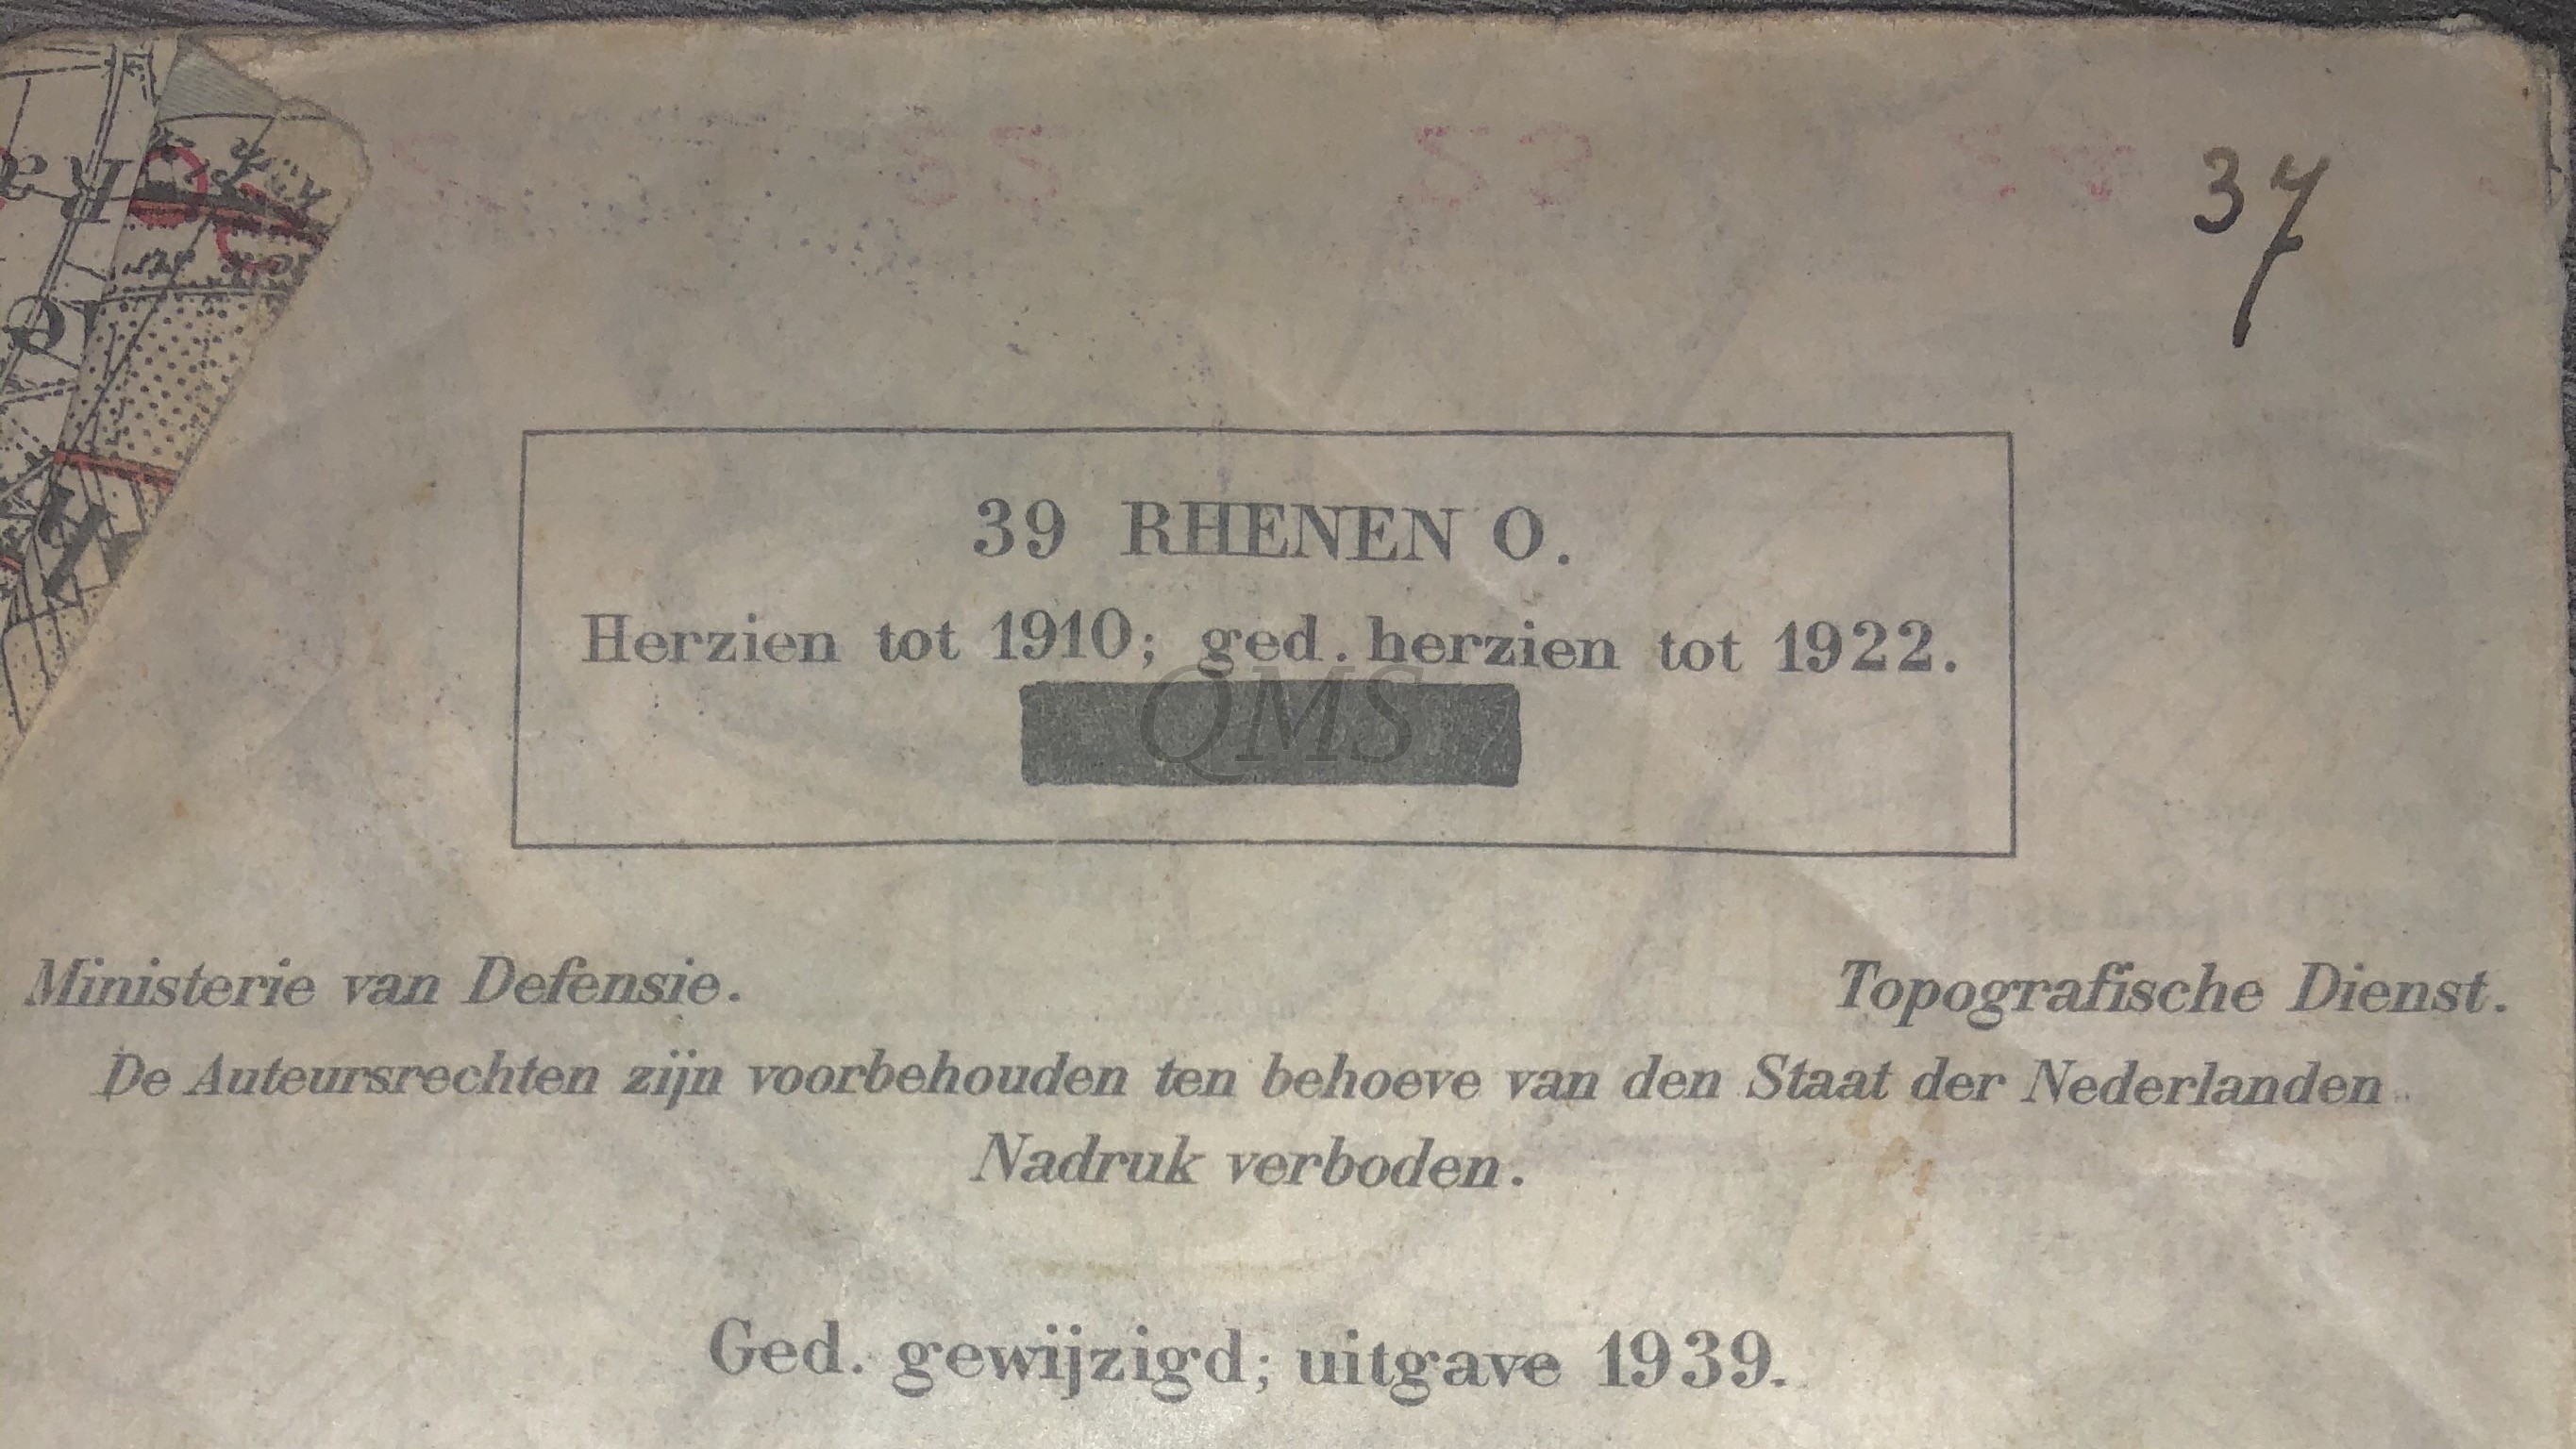 37
39 RHENEN O.
Herzien tot 1910; ged. herzien tot 1922.
QMS
Ministerie van Defensie. Topografische Dienst.
De Auteursrechten zijn voorbehouden ten behoeve van den Staat der Nederlanden.
Nadruk verboden.
Ged. gewijzigd; uitgave 1939.